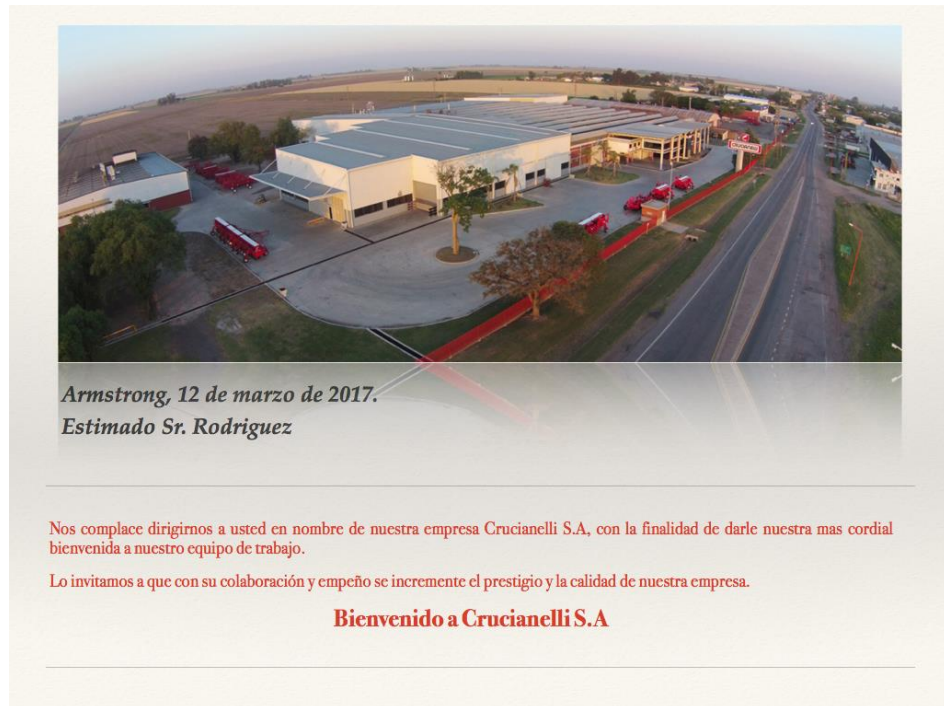 CRUCIANELLI
Armstrong, 12 de marzo de 2017.
Estimado Sr. Rodriguez
Nos complace dirigirnos a usted en nombre de nuestra empresa Crucianelli S.A, con la finalidad de darle nuestra mas cordial
bienvenida a nuestro equipo de trabajo.
Lo invitamos a que con su colaboración y empeño se incremente el prestigio y la calidad de nuestra empresa.
Bienvenido a Crucianelli S.A